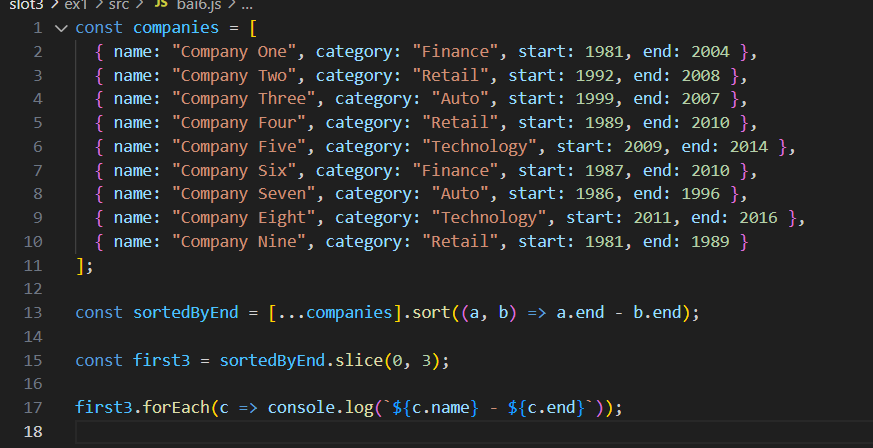 slot3 > ex1 > src > JS bai6.js > ...
1 const companies = [
2 { name: "Company One", category: "Finance", start: 1981, end: 2004 },
3 { name: "Company Two", category: "Retail", start: 1992, end: 2008 },
4 { name: "Company Three", category: "Auto", start: 1999, end: 2007 },
5 { name: "Company Four", category: "Retail", start: 1989, end: 2010 },
6 { name: "Company Five", category: "Technology", start: 2009, end: 2014 },
7 { name: "Company Six", category: "Finance", start: 1987, end: 2010 },
8 { name: "Company Seven", category: "Auto", start: 1986, end: 1996 },
9 { name: "Company Eight", category: "Technology", start: 2011, end: 2016 },
10 { name: "Company Nine", category: "Retail", start: 1981, end: 1989 }
11 ];
12
13 const sortedByEnd = [...companies].sort((a, b) => a.end - b.end);
14
15 const first3 = sortedByEnd.slice(0, 3);
16
17 first3.forEach(c => console.log(`${c.name} - ${c.end}`));
18